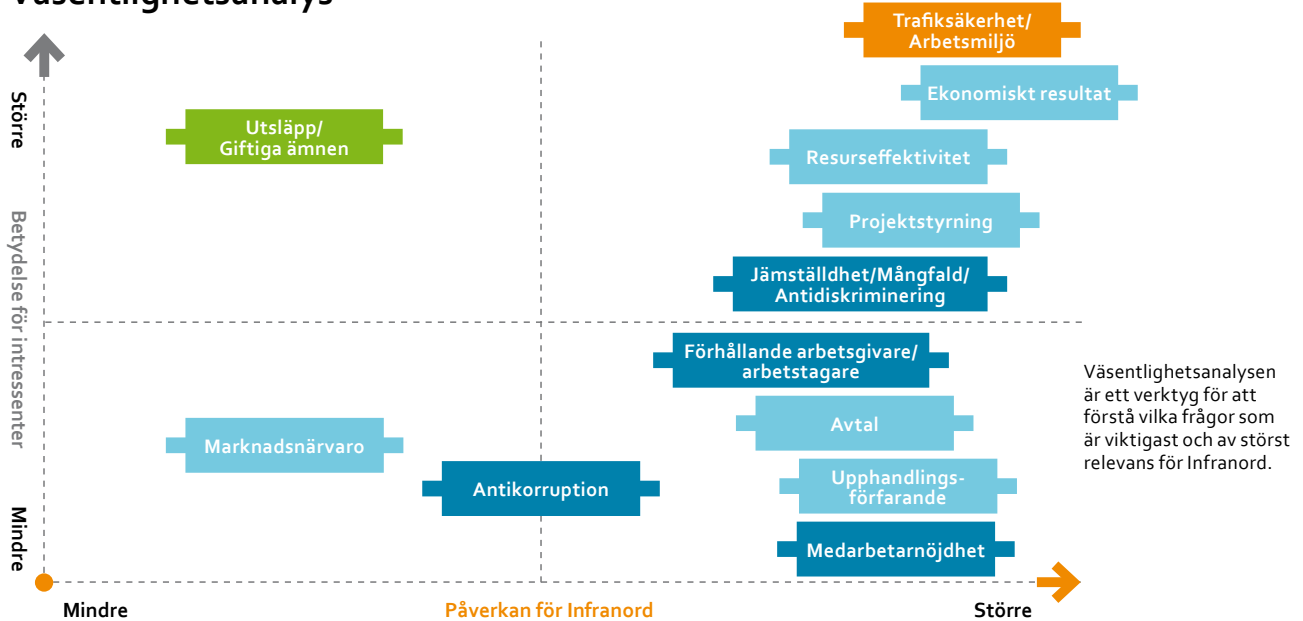 Väsentlighetsanalys
Trafiksäkerhet/
Arbetsmiljö
Ekonomiskt resultat
Utsläpp/
Giftiga ämnen
Resurseffektivitet
Projektstyrning
Jämställdhet/Mångfald/
Antidiskriminering
Förhållande arbetsgivare/
arbetstagare
Avtal
Marknadsnärvaro
Upphandlings-
förfarande
Antikorruption
Medarbetarnöjdhet
Större
Betydelse för intressenter
Mindre
Mindre
Påverkan för Infranord
Större
Väsentlighetsanalysen
är ett verktyg för att
förstå vilka frågor som
är viktigast och av störst
relevans för Infranord.